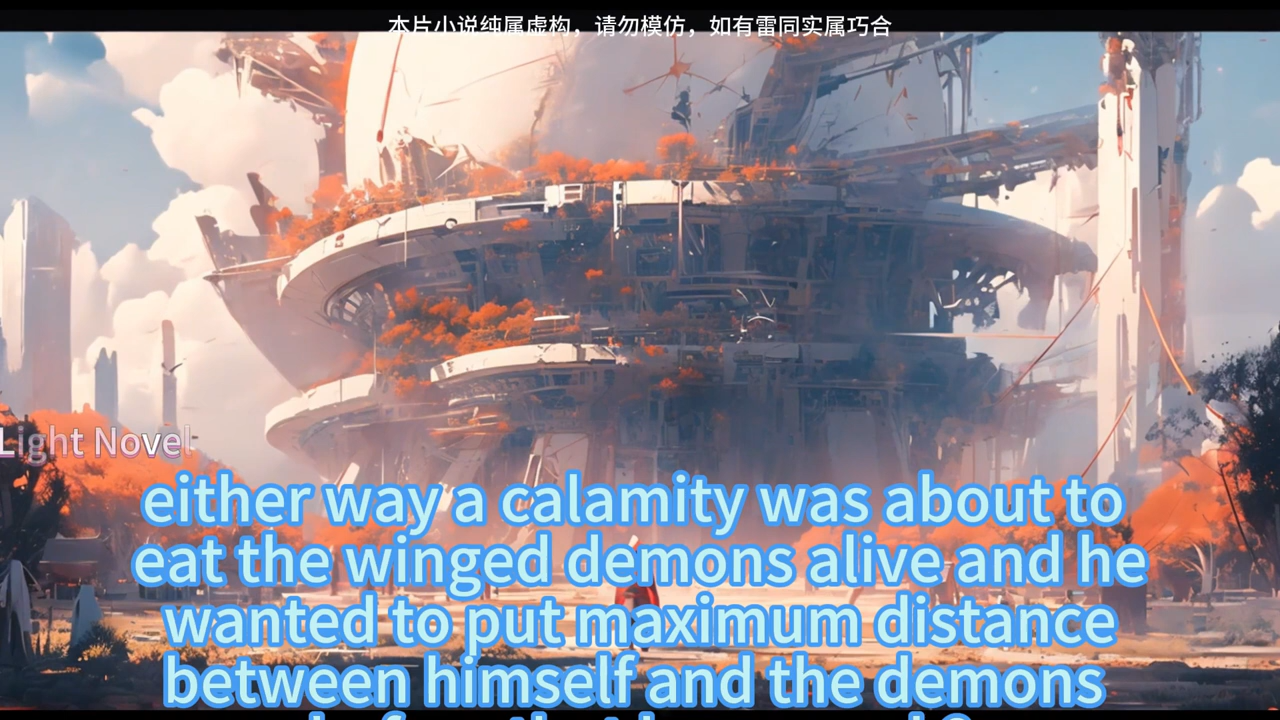 本片小说纯属虚构，请勿模仿，如有雷同实属巧合
Light Novel
either way a calamity was about to
eat the winged demons alive and he
wanted to put maximum distance
between himself and the demons